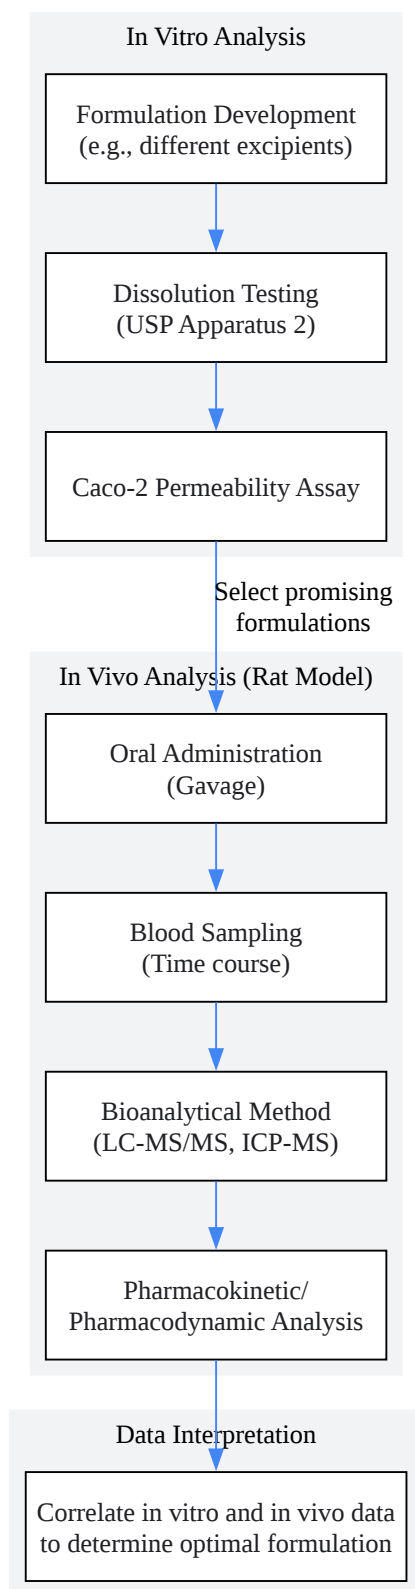 In Vitro Analysis
Formulation Development
(e.g., different excipients)
Dissolution Testing
(USP Apparatus 2)
Caco-2 Permeability Assay
Select promising
formulations
In Vivo Analysis (Rat Model)
Oral Administration
(Gavage)
Blood Sampling
(Time course)
Bioanalytical Method
(LC-MS/MS, ICP-MS)
Pharmacokinetic/
Pharmacodynamic Analysis
Data Interpretation
Correlate in vitro and in vivo data
to determine optimal formulation